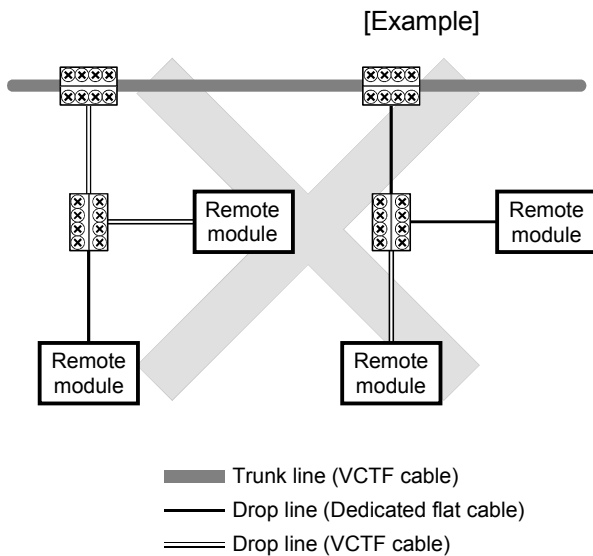 [Example]
Remote
module
Remote
module
Remote
module
Remote
module
Trunk line (VCTF cable)
Drop line (Dedicated flat cable)
Drop line (VCTF cable)